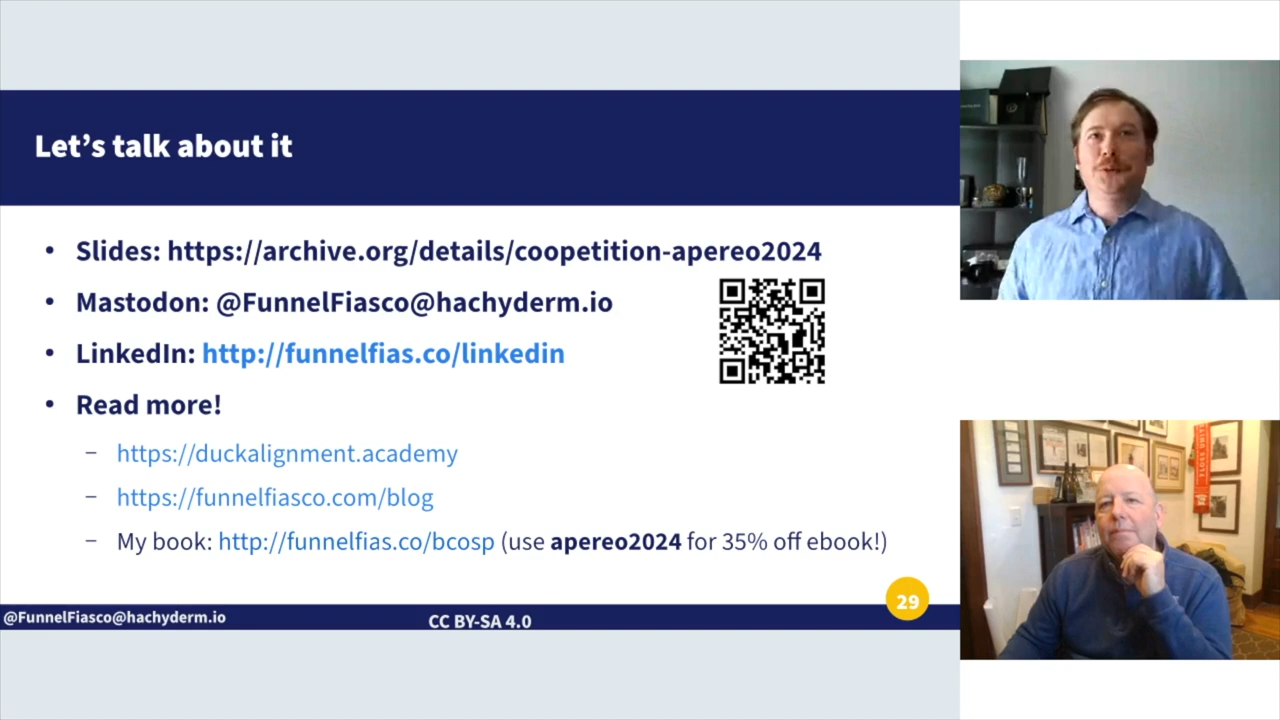 Let's talk about it
• Slides: https://archive.org/details/coopetition-apereo2024
• Mastodon: @FunnelFiasco@hachyderm.io
• LinkedIn: http://funnelfias.co/linkedin
• Read more!
– https://duckalignment.academy
– https://funnelfiasco.com/blog
– My book: http://funnelfias.co/bcosp (use apereo2024 for 35% off ebook!)
29
@FunnelFiasco@hachyderm.io
CC BY-SA 4.0